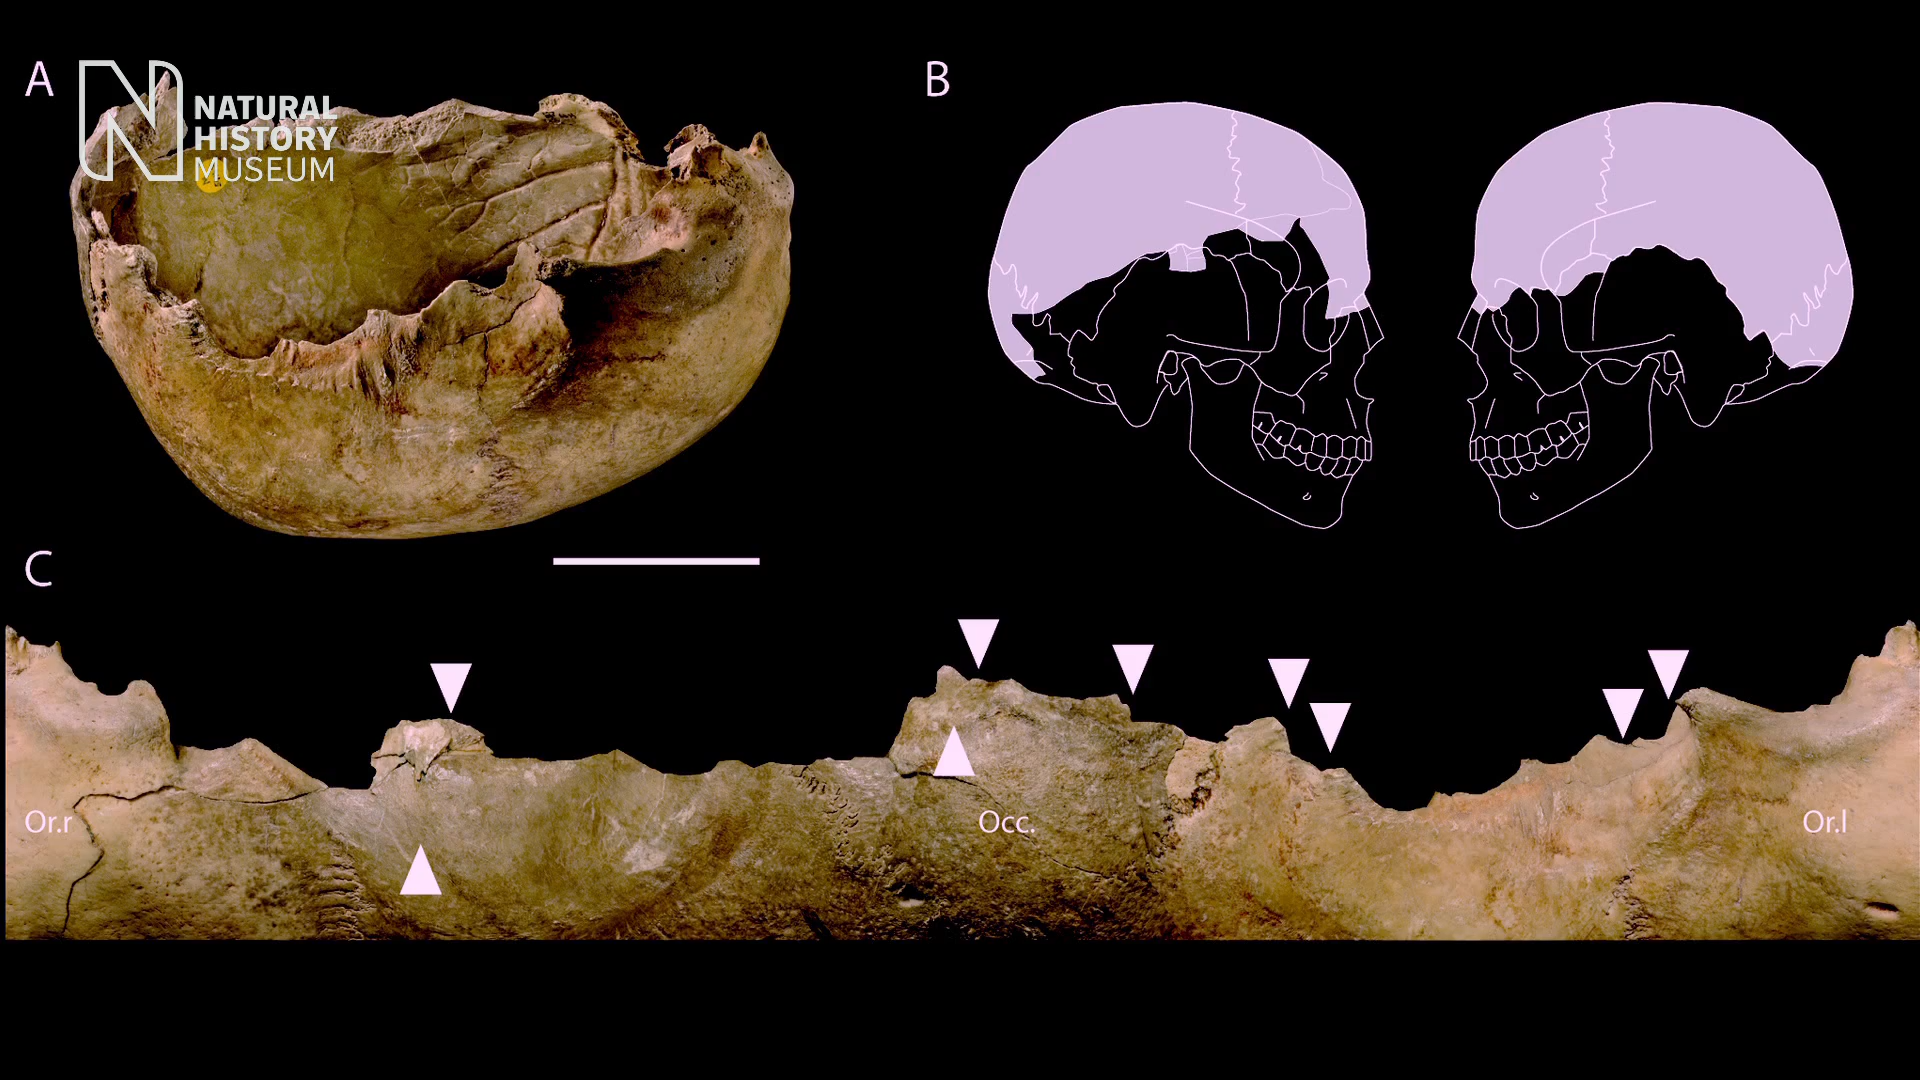 A
NATURAL
HISTORY
MUSEUM
B
C
Or.r
Occ.
Or.l